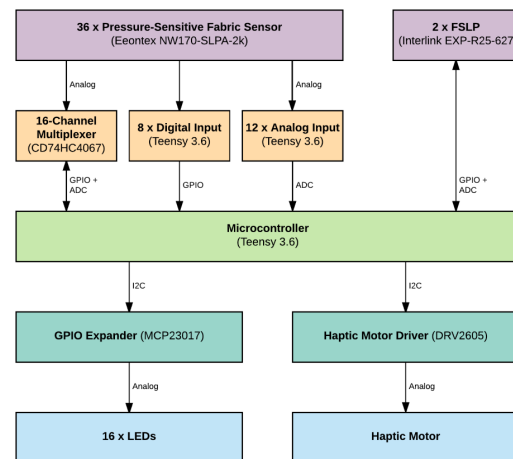 36 x Pressure-Sensitive Fabric Sensor
(Eeontex NW170-SLPA-2k)
2 x FSLP
(Interlink EXP-R25-627
Analog
Analog
16-Channel
Multiplexer
(CD74HC4067)
8 x Digital Input
(Teensy 3.6)
12 x Analog Input
(Teensy 3.6)
GPIO +
ADC
GPIO
ADC
GPIO +
ADC
Microcontroller
(Teensy 3.6)
I2C
I2C
GPIO Expander (MCP23017)
Haptic Motor Driver (DRV2605)
Analog
Analog
16 x LEDs
Haptic Motor